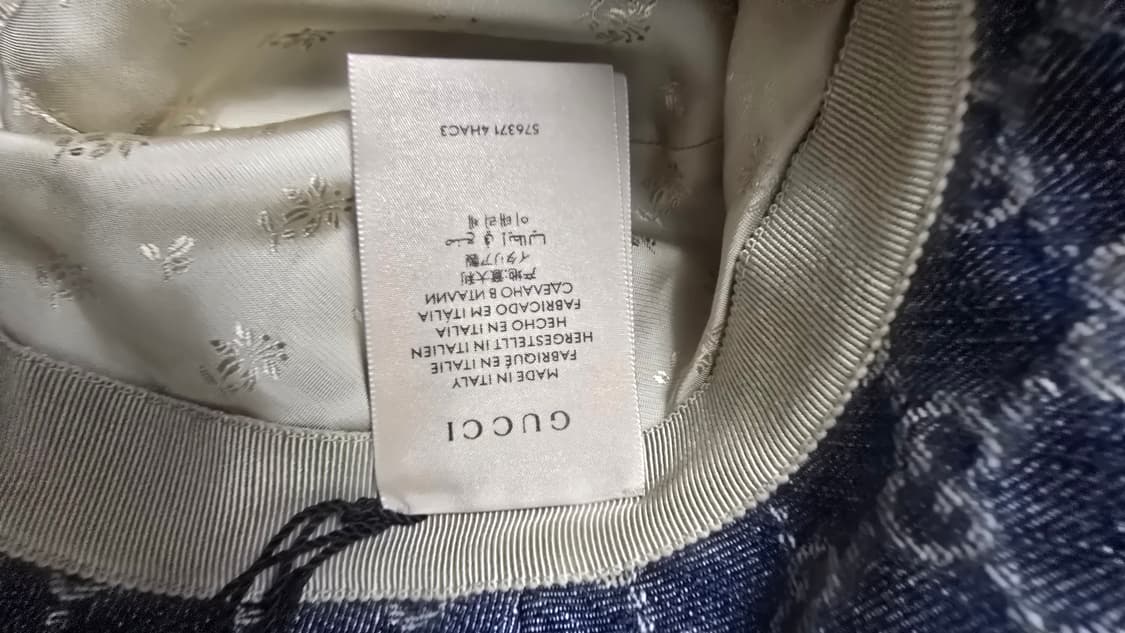 GUCCI
MADE IN ITALY
FABRIQUÉ EN ITALIE
HERGESTELLT IN ITALIEN
HECHO EN ITALIA
FABRICADO EM ITÁLIA
СДЕЛАНО В ИТАЛИИ
产地:意大利
イタリア製
صنع في إيطاليا
이태리제
576371 4HAC3